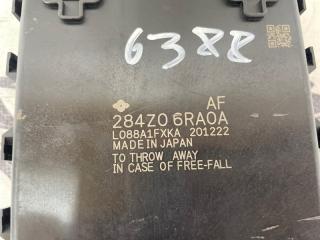 6388
AF
284Z0 6RA0A
L088A1FXKA 201222
MADE IN JAPAN
TO THROW AWAY
IN CASE OF FREE-FALL